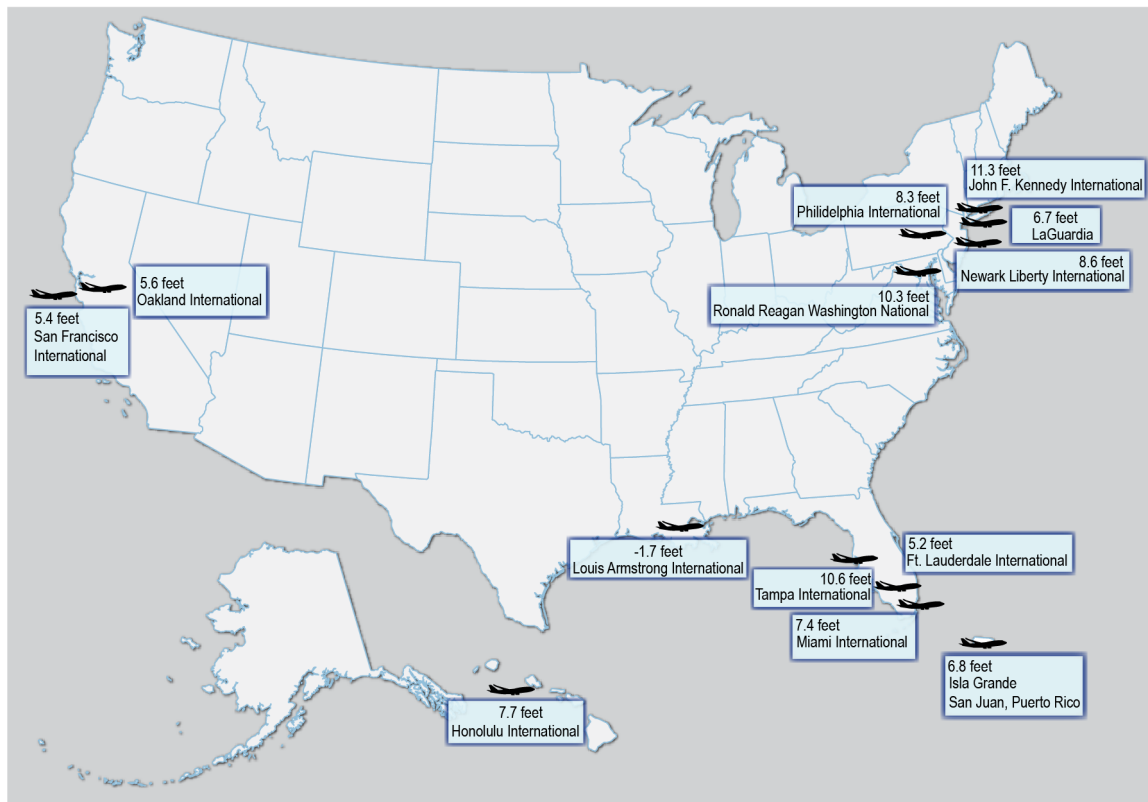 11.3 feet
John F. Kennedy International
8.3 feet
Philidelphia International
6.7 feet
LaGuardia
8.6 feet
Newark Liberty International
5.6 feet
Oakland International
10.3 feet
Ronald Reagan Washington National
5.4 feet
San Francisco
International
5.2 feet
Ft. Lauderdale International
-1.7 feet
Louis Armstrong International
10.6 feet
Tampa International
7.4 feet
Miami International
6.8 feet
Isla Grande
San Juan, Puerto Rico
7.7 feet
Honolulu International